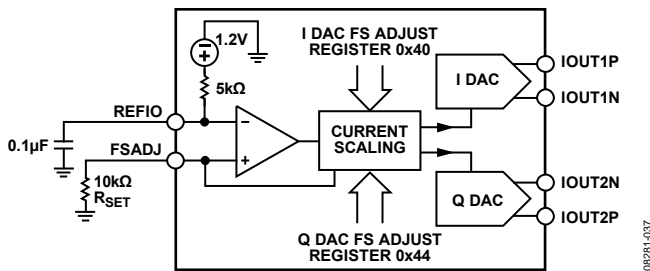 1.2V
I DAC FS ADJUST
REGISTER 0x40
5kΩ
REFIO
0.1µF
FSADJ
10kΩ
RSET
−
+
CURRENT
SCALING
I DAC
IOUT1P
IOUT1N
Q DAC
IOUT2N
IOUT2P
Q DAC FS ADJUST
REGISTER 0x44
08281-037